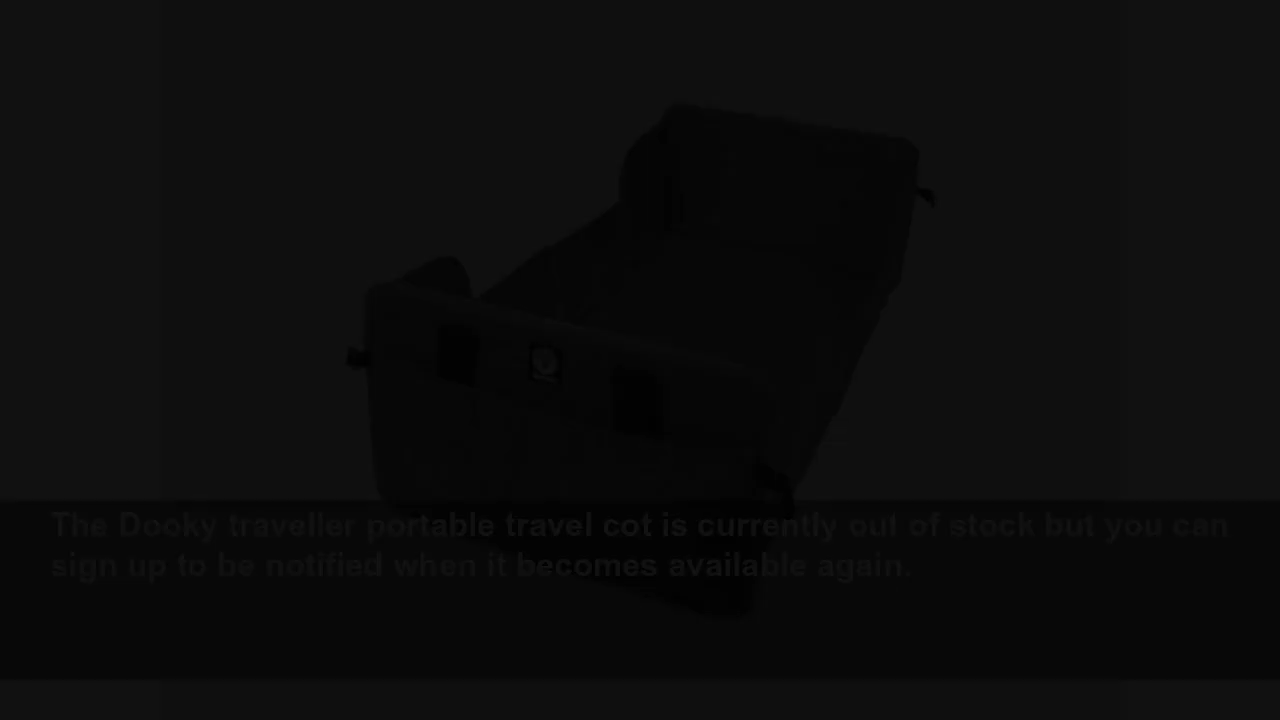 The Dooky traveller portable travel cot is currently out of stock but you can
sign up to be notified when it becomes available again.